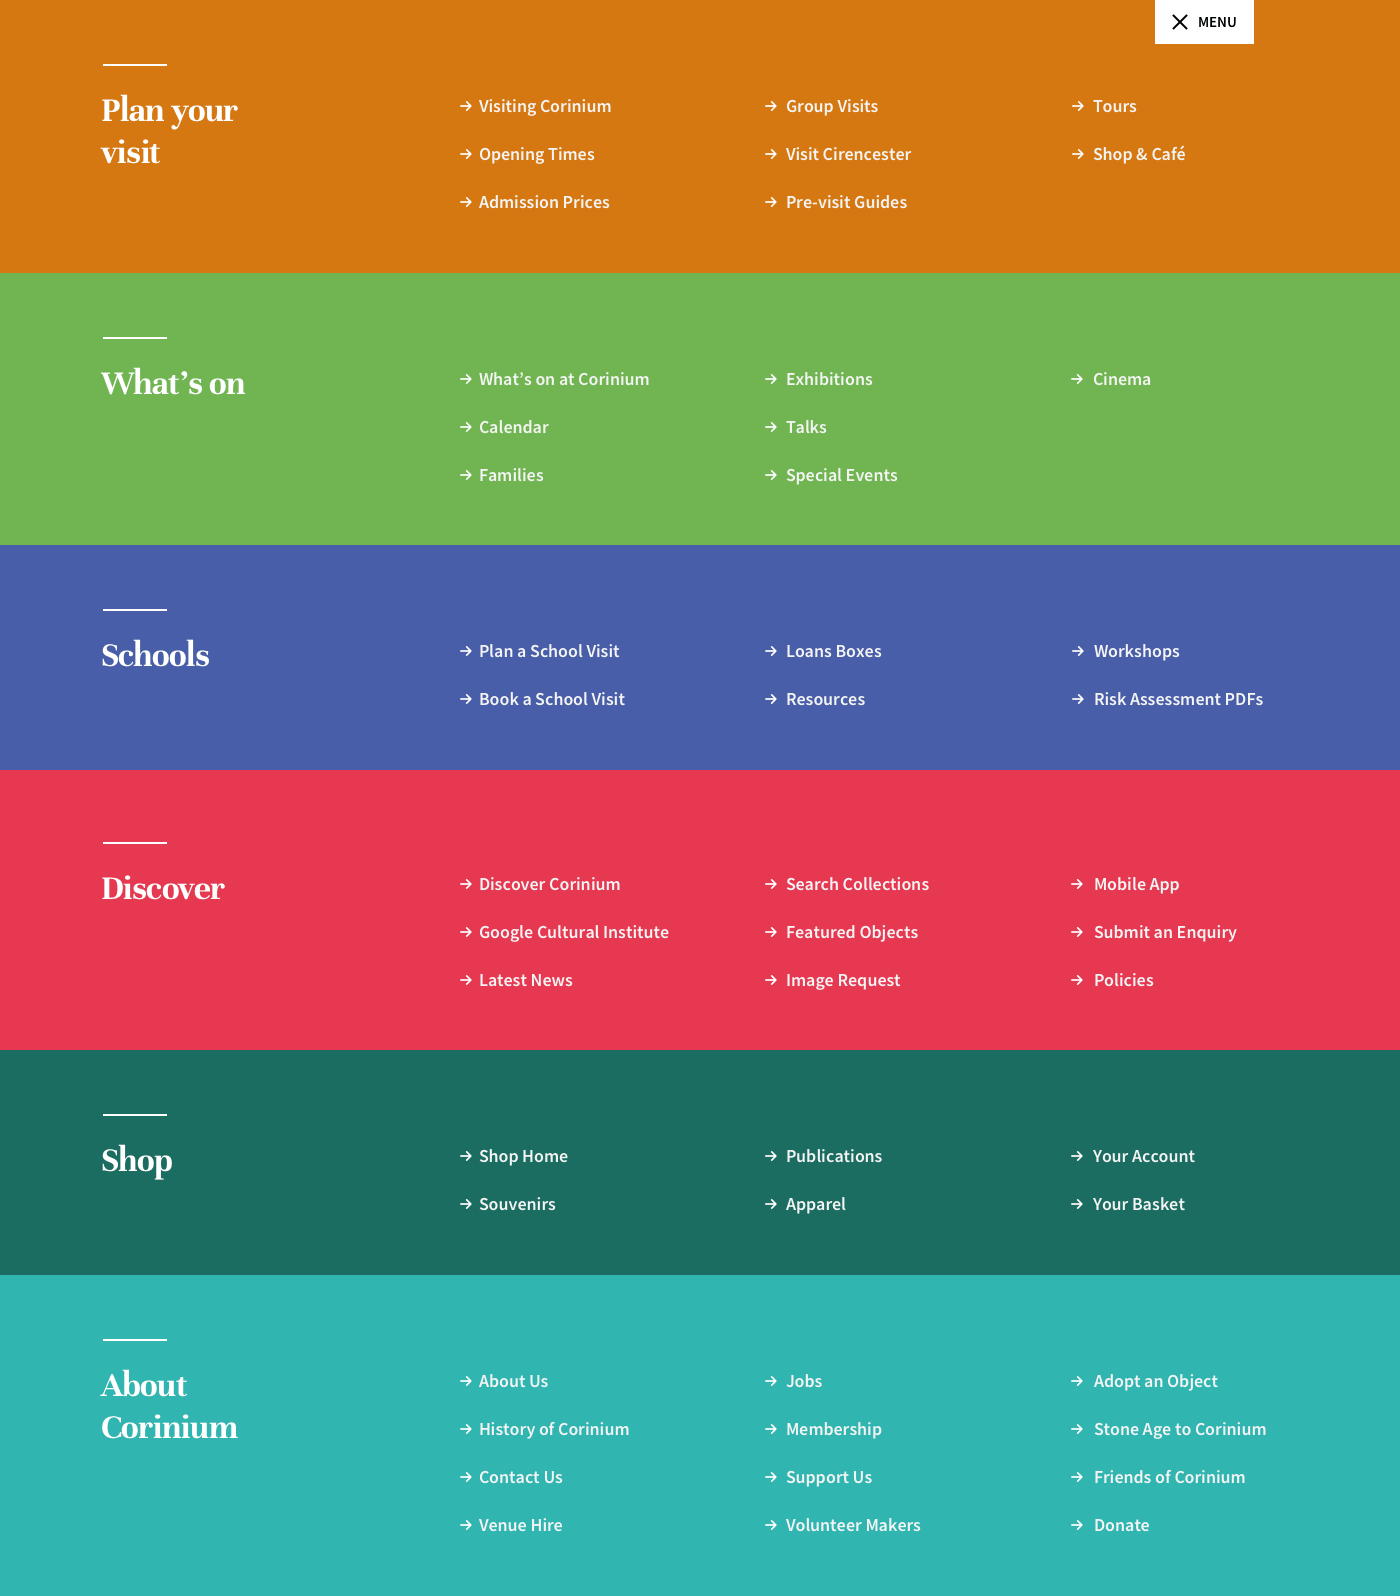 MENU
Plan your
visit
→ Visiting Corinium
→ Opening Times
→ Admission Prices
→ Group Visits
→ Visit Cirencester
→ Pre-visit Guides
→ Tours
→ Shop & Café
What’s on
→ What’s on at Corinium
→ Calendar
→ Families
→ Exhibitions
→ Talks
→ Special Events
→ Cinema
Schools
→ Plan a School Visit
→ Book a School Visit
→ Loans Boxes
→ Resources
→ Workshops
→ Risk Assessment PDFs
Discover
→ Discover Corinium
→ Google Cultural Institute
→ Latest News
→ Search Collections
→ Featured Objects
→ Image Request
→ Mobile App
→ Submit an Enquiry
→ Policies
Shop
→ Shop Home
→ Souvenirs
→ Publications
→ Apparel
→ Your Account
→ Your Basket
About
Corinium
→ About Us
→ History of Corinium
→ Contact Us
→ Venue Hire
→ Jobs
→ Membership
→ Support Us
→ Volunteer Makers
→ Adopt an Object
→ Stone Age to Corinium
→ Friends of Corinium
→ Donate